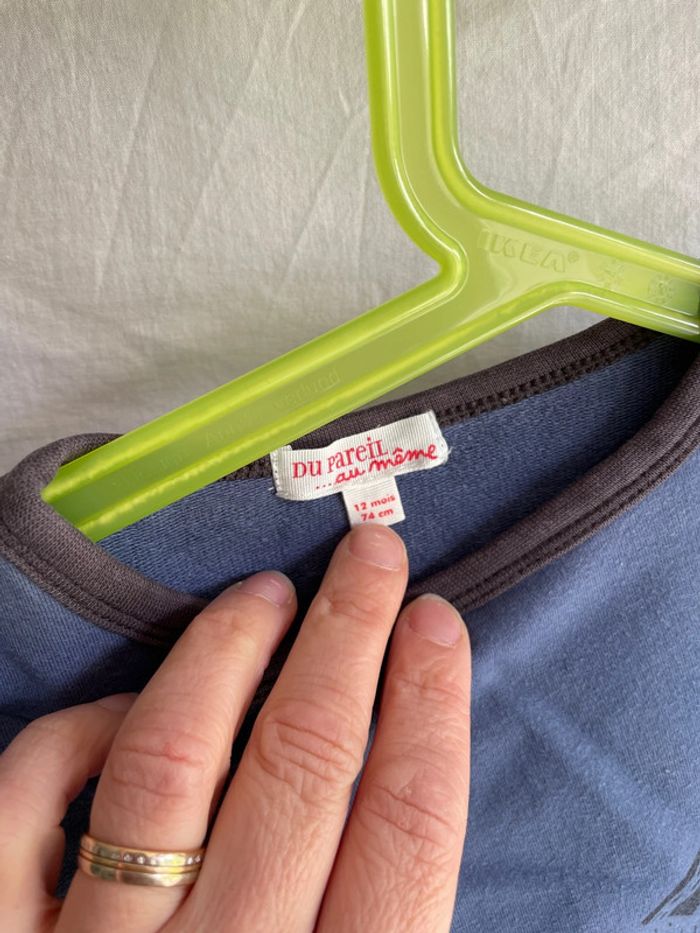 IKEA®
DU PAREIL
...au même
12 mois
74 cm